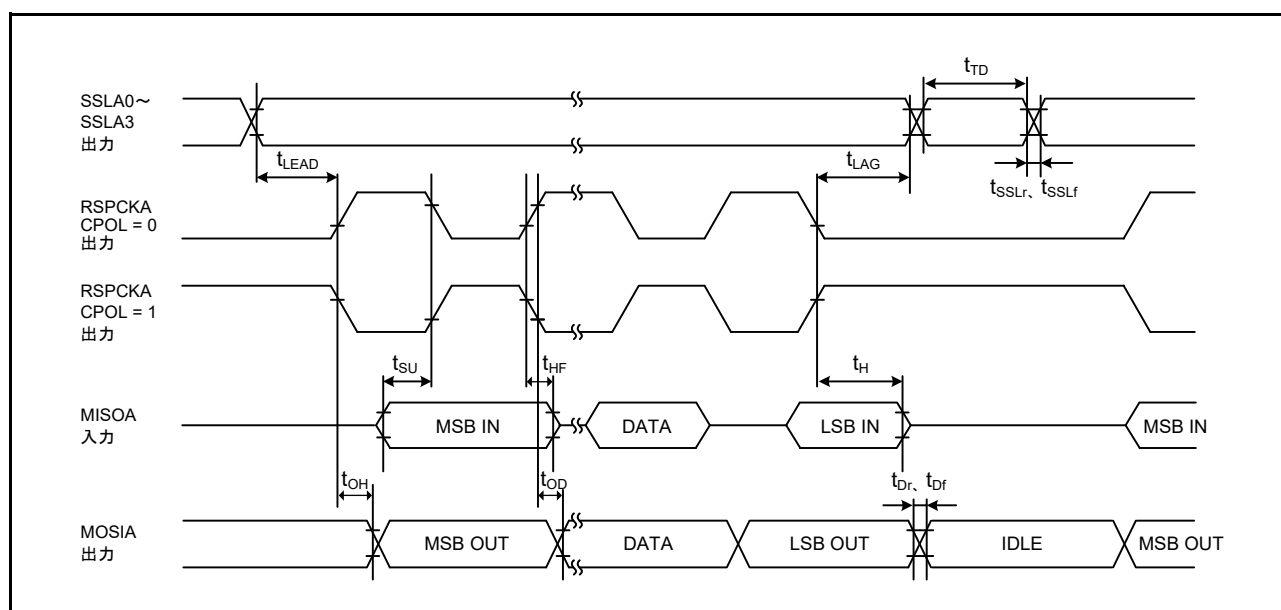 SSLA0～
SSLA3
出力
t_TD
t_LEAD
t_LAG
t_SSLr、t_SSLf
RSPCKA
CPOL = 0
出力
RSPCKA
CPOL = 1
出力
t_SU
t_HF
t_H
MISOA
入力
MSB IN
DATA
LSB IN
MSB IN
t_OH
t_OD
t_Dr、t_Df
MOSIA
出力
MSB OUT
DATA
LSB OUT
IDLE
MSB OUT